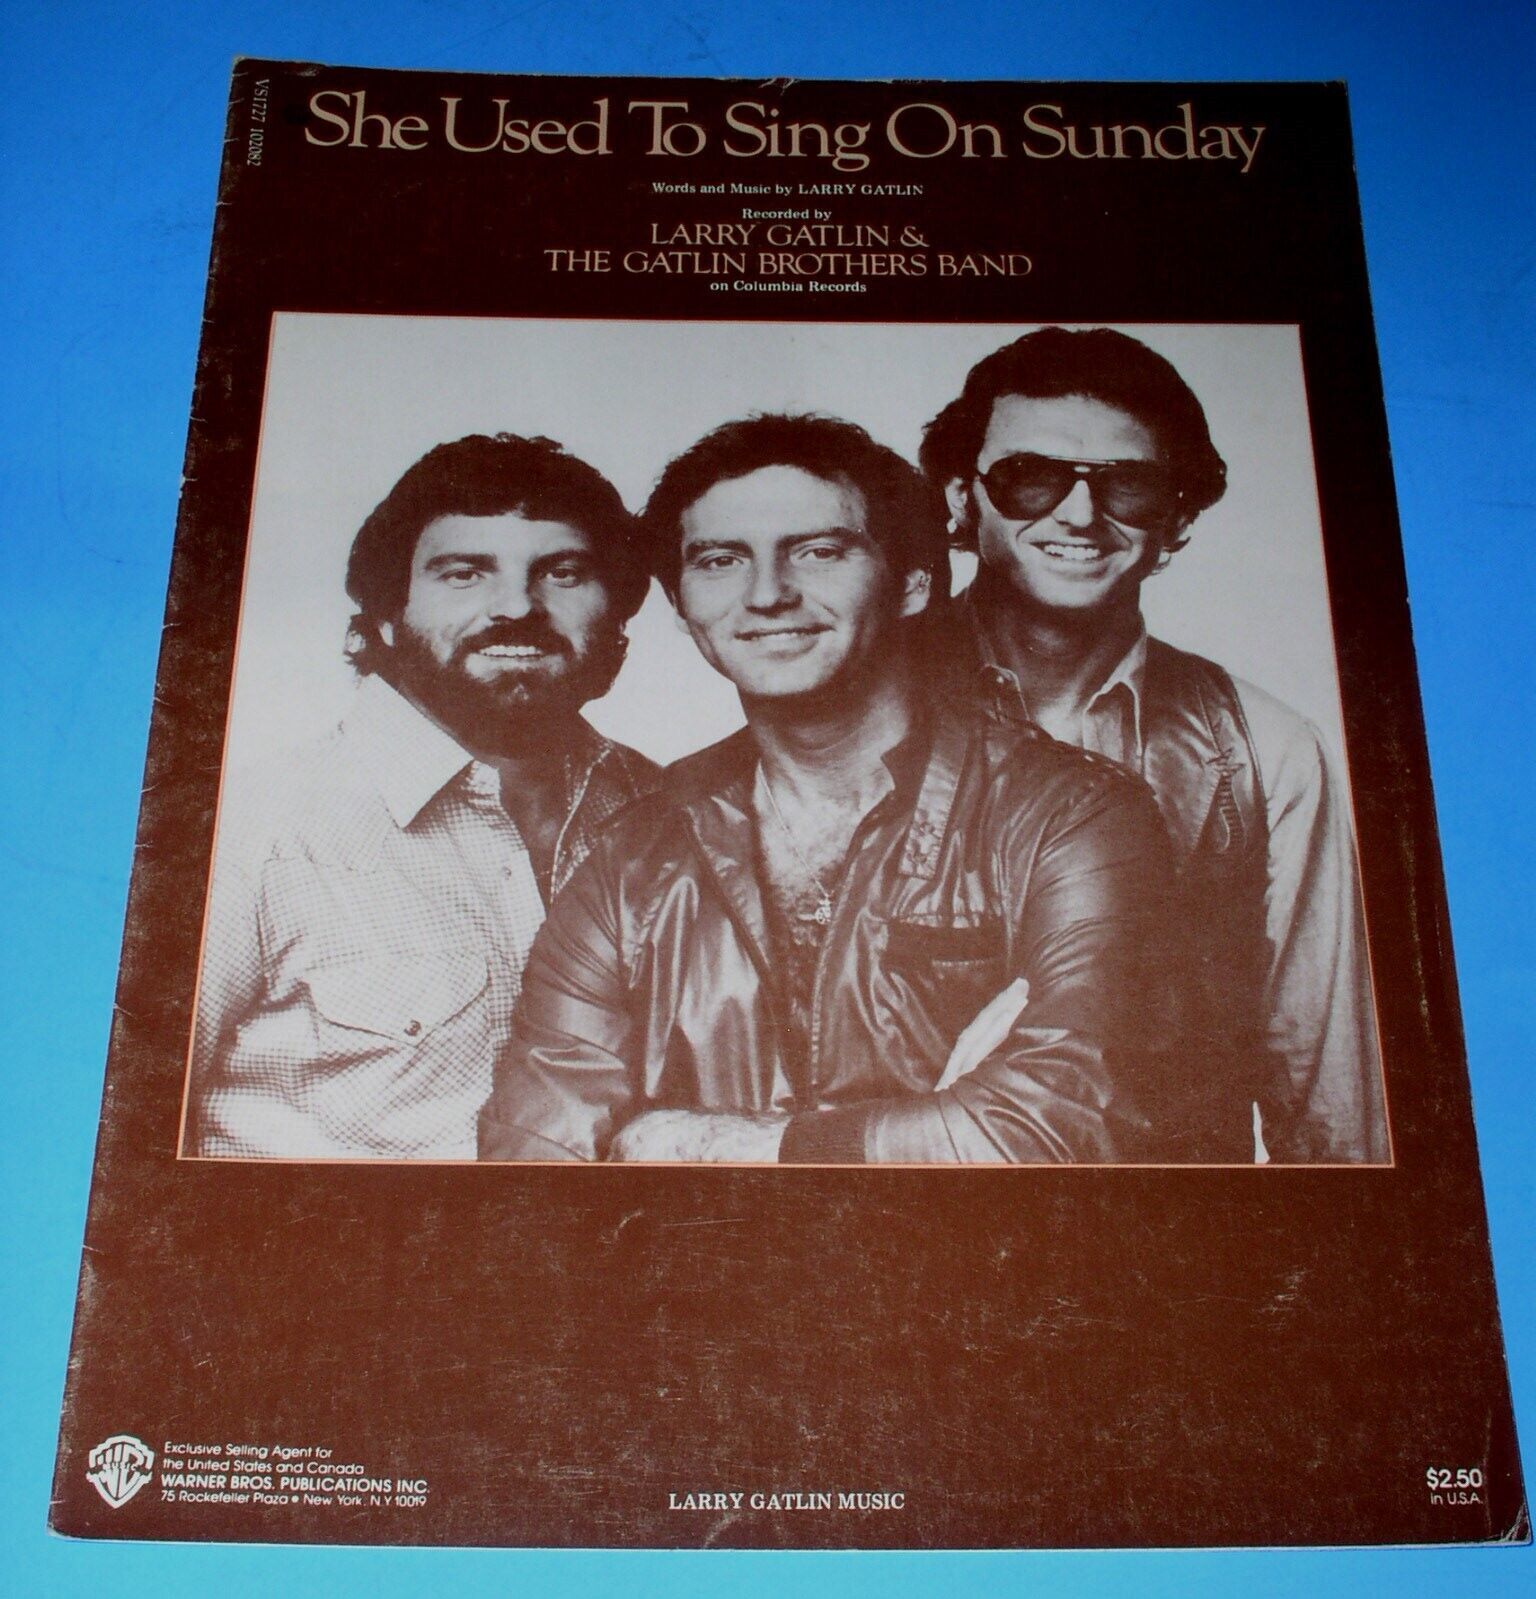 VS1727 102082
She Used To Sing On Sunday
Words and Music by LARRY GATLIN
Recorded by
LARRY GATLIN &
THE GATLIN BROTHERS BAND
on Columbia Records
WB
MUSIC
Exclusive Selling Agent for
the United States and Canada
WARNER BROS. PUBLICATIONS INC.
75 Rockefeller Plaza • New York, N.Y 10019
LARRY GATLIN MUSIC
$2.50
in U.S.A.